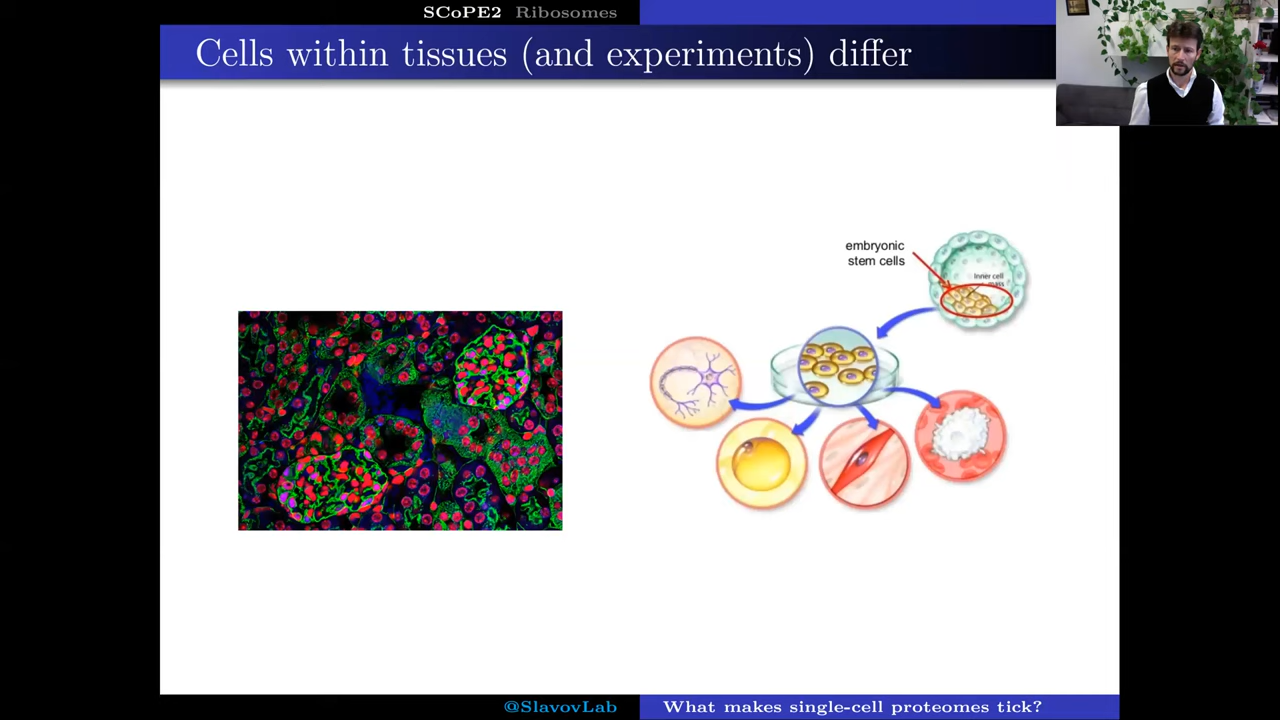 SCoPE2 Ribosomes
Cells within tissues (and experiments) differ
embryonic
stem cells
Inner cell
mass
@SlavovLab
What makes single-cell proteomes tick?